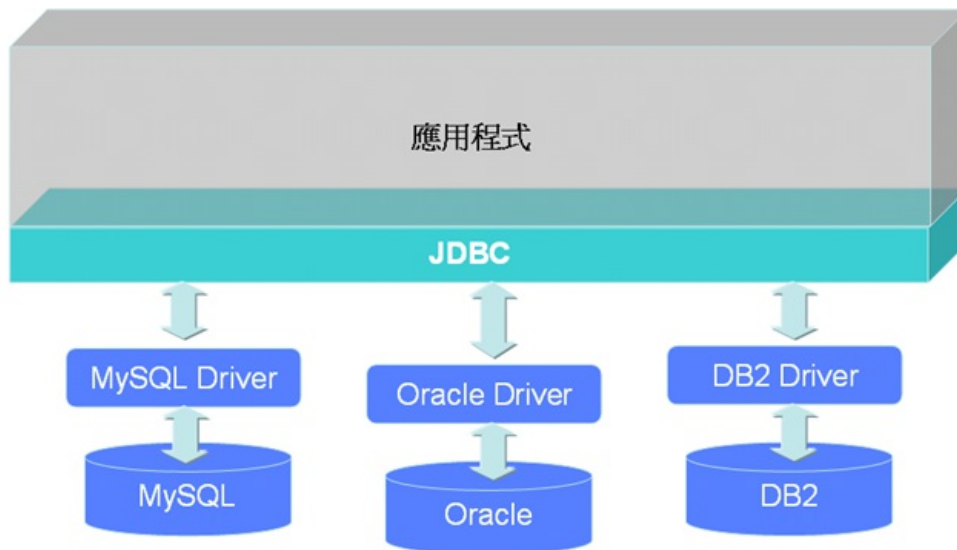 應用程式
JDBC
MySQL Driver
Oracle Driver
DB2 Driver
MySQL
Oracle
DB2